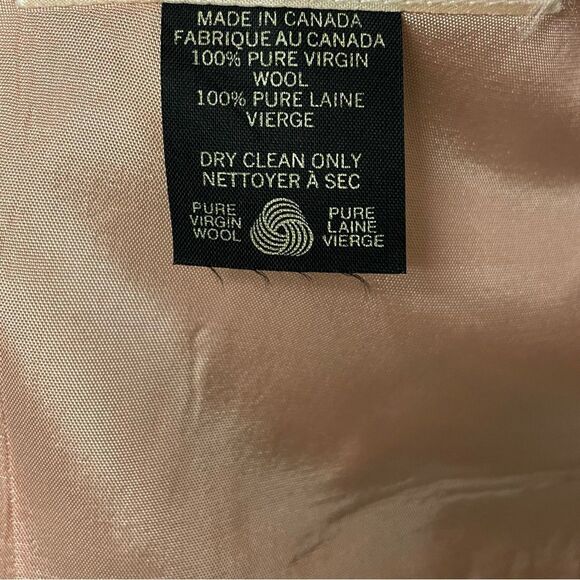 MADE IN CANADA
FABRIQUE AU CANADA
100% PURE VIRGIN
WOOL
100% PURE LAINE
VIERGE
DRY CLEAN ONLY
NETTOYER À SEC
PURE
VIRGIN
WOOL
PURE
LAINE
VIERGE